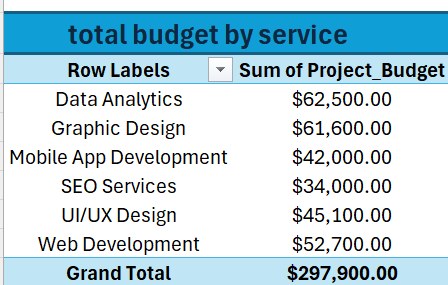 total budget by service
Row Labels Sum of Project_Budget
Data Analytics $62,500.00
Graphic Design $61,600.00
Mobile App Development $42,000.00
SEO Services $34,000.00
UI/UX Design $45,100.00
Web Development $52,700.00
Grand Total $297,900.00